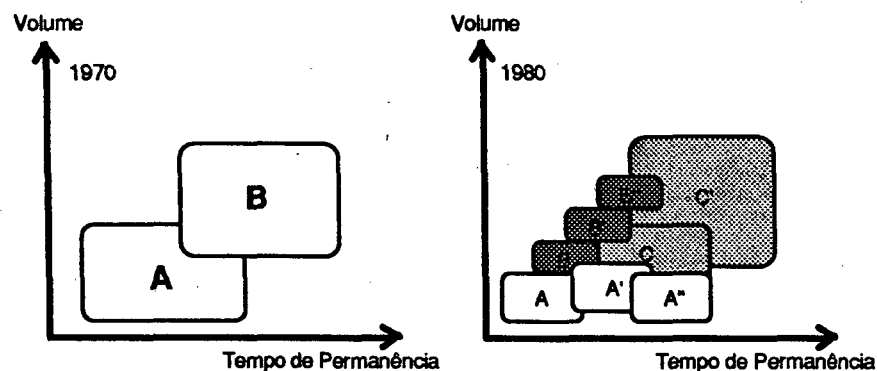 Volume
1970
B
A
Tempo de Permanência
Volume
1980
C'
C
A
A'
A"
Tempo de Permanência